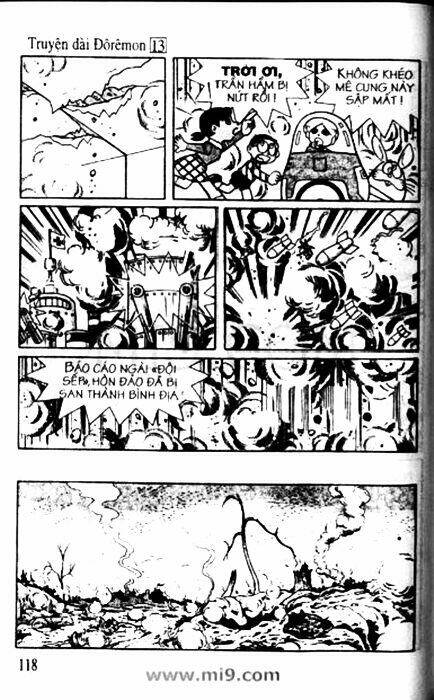 Truyện dài Đôrêmon 13
TRỜI ƠI,
TRẦN HẦM BỊ
NỨT RỒI!
KHÔNG KHÉO
MÊ CUNG NÀY
SẬP MẤT!
BÁO CÁO NGÀI «ĐÔI
SẾP», HÒN ĐẢO ĐÃ BỊ
SAN THÀNH BÌNH ĐỊA!
118
www.mi9.com